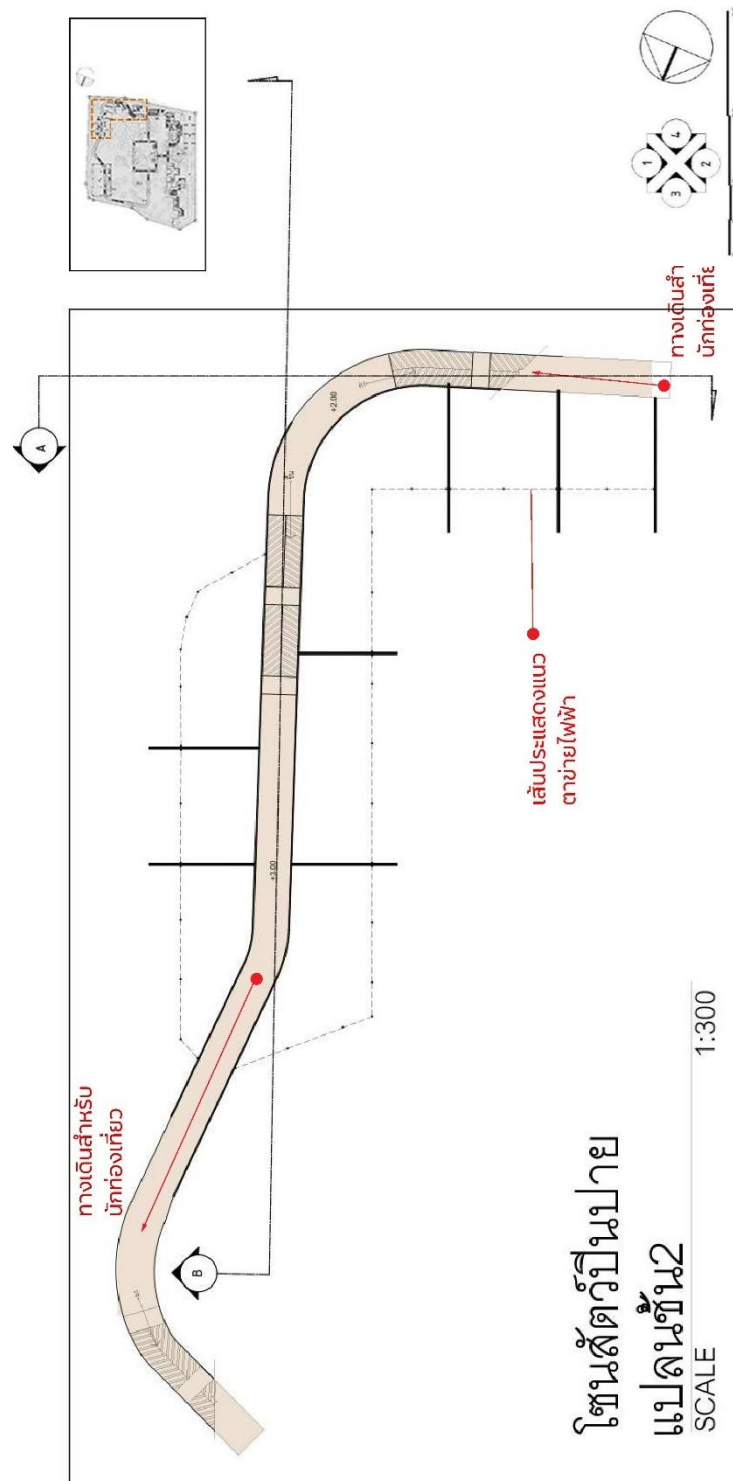 4
1
2
3
ทางเดินสำ
นักท่องเที่ย
A
+2.00
+3.00
เส้นประแสดงแนว
ตาข่ายไฟฟ้า
ทางเดินสำหรับ
นักท่องเที่ยว
B
โซนสัตว์ปีนป่าย
แปลนชั้น2
SCALE 1:300